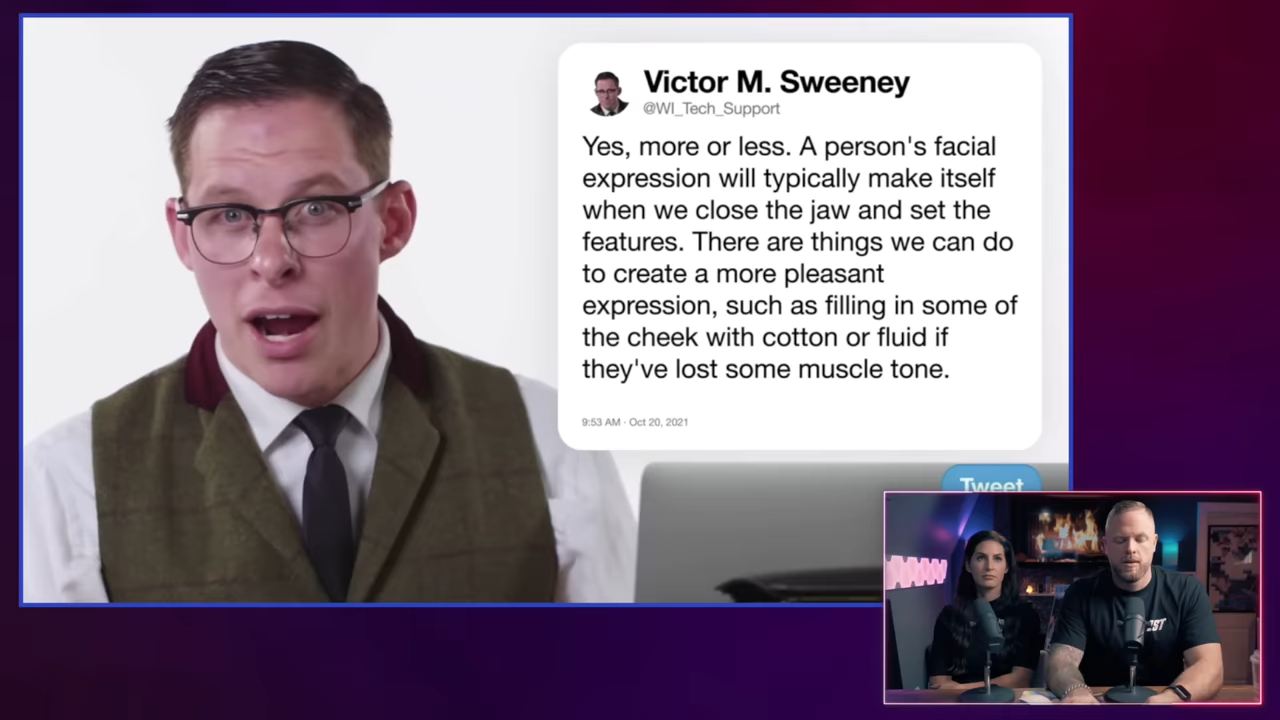 Victor M. Sweeney
@WI_Tech_Support
Yes, more or less. A person's facial
expression will typically make itself
when we close the jaw and set the
features. There are things we can do
to create a more pleasant
expression, such as filling in some of
the cheek with cotton or fluid if
they've lost some muscle tone.
9:53 AM · Oct 20, 2021
Tweet